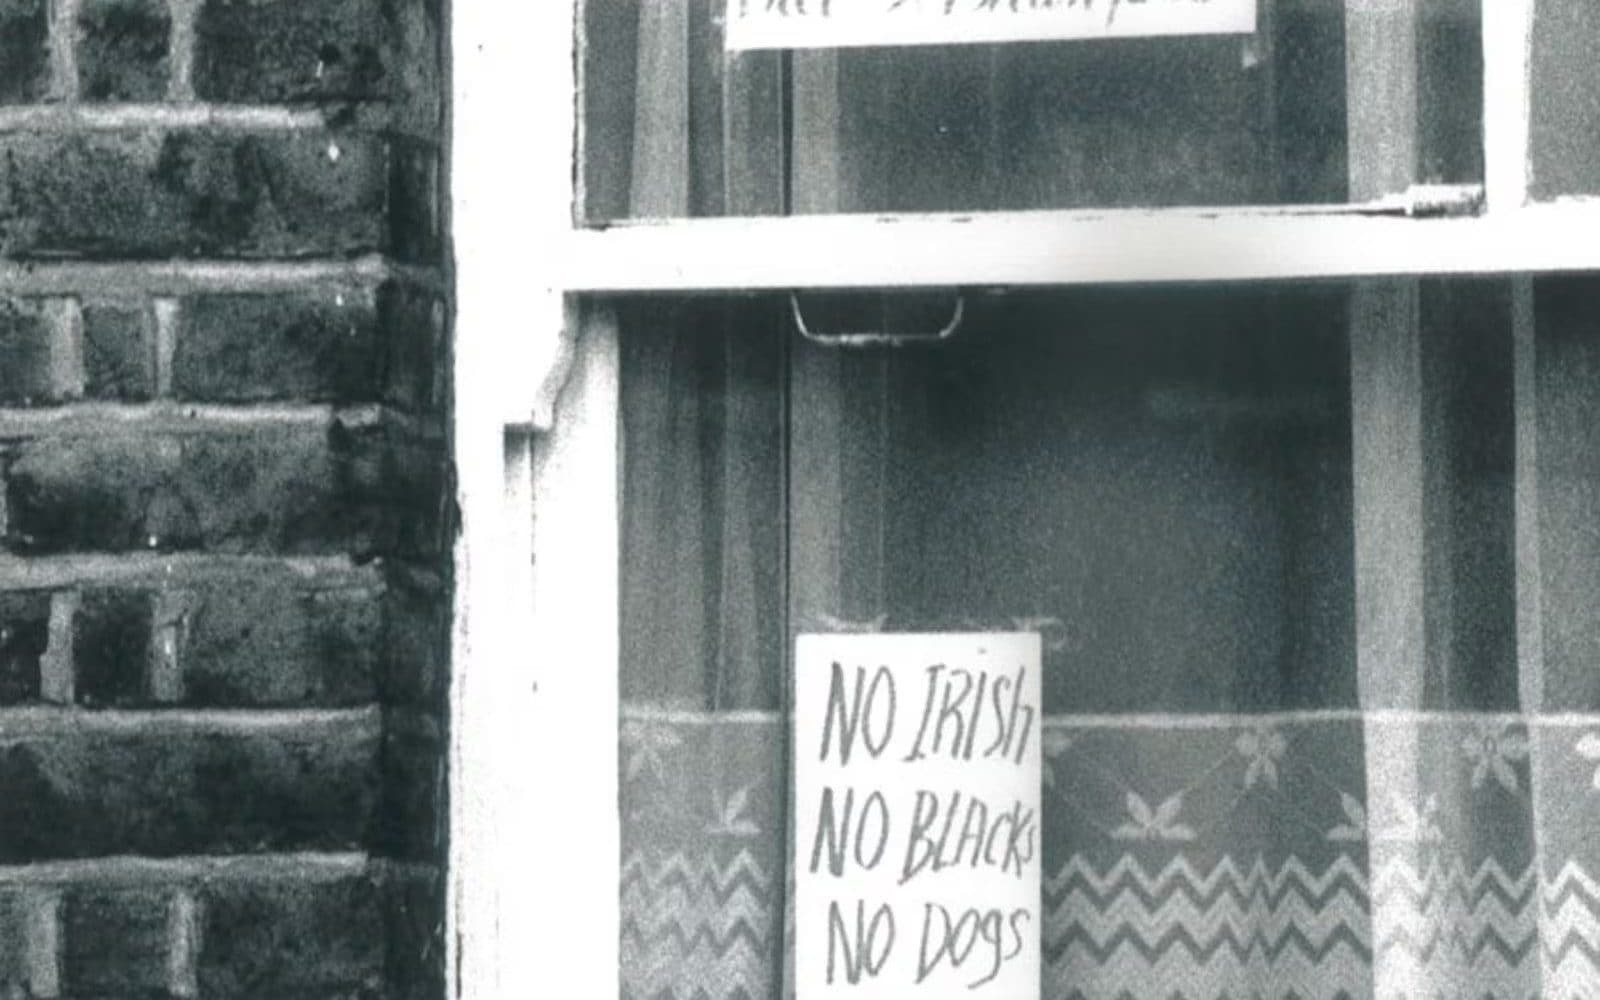 NO IRISh
NO BLAcks
NO DOgs